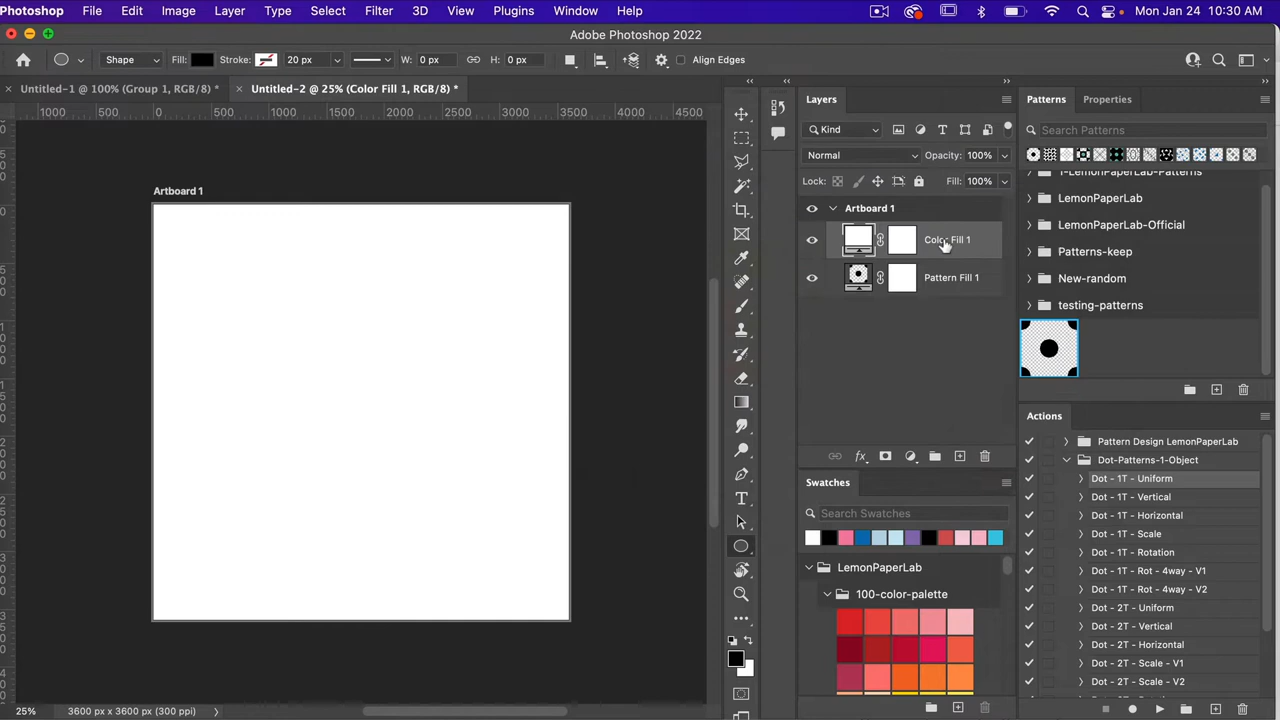 Photoshop File Edit Image Layer Type Select Filter 3D View Plugins Window Help Mon Jan 24 10:30 AM
Adobe Photoshop 2022
Shape Fill: Stroke: 20 px W: 0 px H: 0 px Align Edges
× Untitled-1 @ 100% (Group 1, RGB/8) * × Untitled-2 @ 25% (Color Fill 1, RGB/8) *
1000 500 0 500 1000 1500 2000 2500 3000 3500 4000 4500
Artboard 1
Layers
Kind
Normal Opacity: 100%
Lock: Fill: 100%
Artboard 1
Color Fill 1
Pattern Fill 1
fx
Swatches
Search Swatches
LemonPaperLab
100-color-palette
Patterns Properties
Search Patterns
1-LemonPaperLab-Patterns
LemonPaperLab
LemonPaperLab-Official
Patterns-keep
New-random
testing-patterns
Actions
Pattern Design LemonPaperLab
Dot-Patterns-1-Object
Dot - 1T - Uniform
Dot - 1T - Vertical
Dot - 1T - Horizontal
Dot - 1T - Scale
Dot - 1T - Rotation
Dot - 1T - Rot - 4way - V1
Dot - 1T - Rot - 4way - V2
Dot - 2T - Uniform
Dot - 2T - Vertical
Dot - 2T - Horizontal
Dot - 2T - Scale - V1
Dot - 2T - Scale - V2
25% 3600 px x 3600 px (300 ppi)